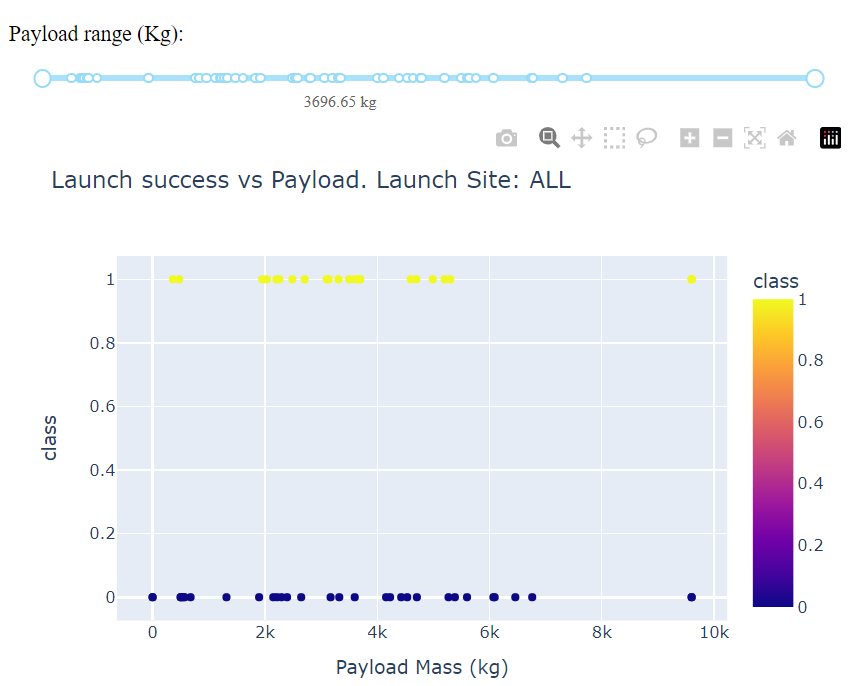 Payload range (Kg):
3696.65 kg
Launch success vs Payload. Launch Site: ALL
class
1
0.8
0.6
0.4
0.2
0
0
2k
4k
6k
8k
10k
Payload Mass (kg)
class
1
0.8
0.6
0.4
0.2
0